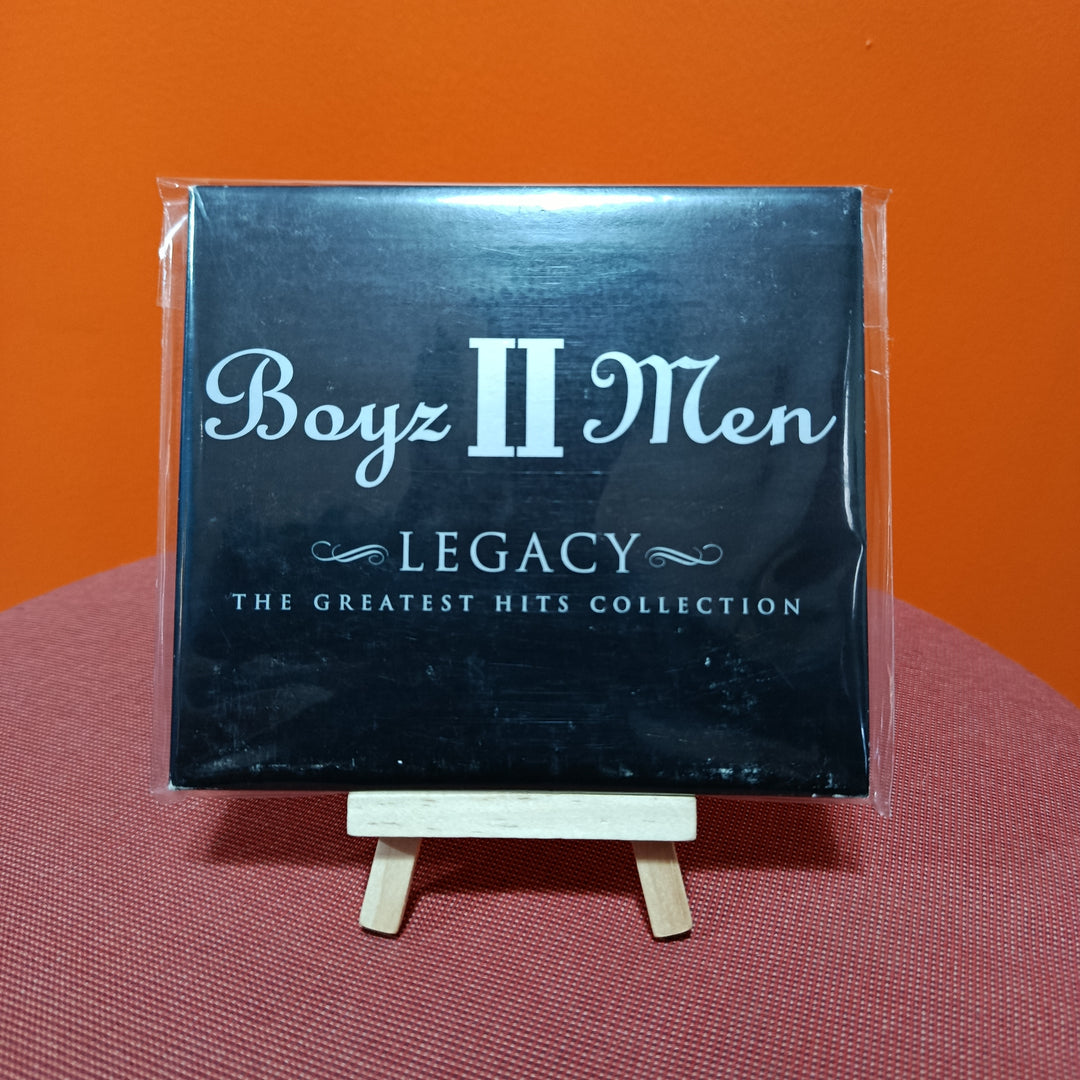 Boyz II Men
LEGACY
THE GREATEST HITS COLLECTION